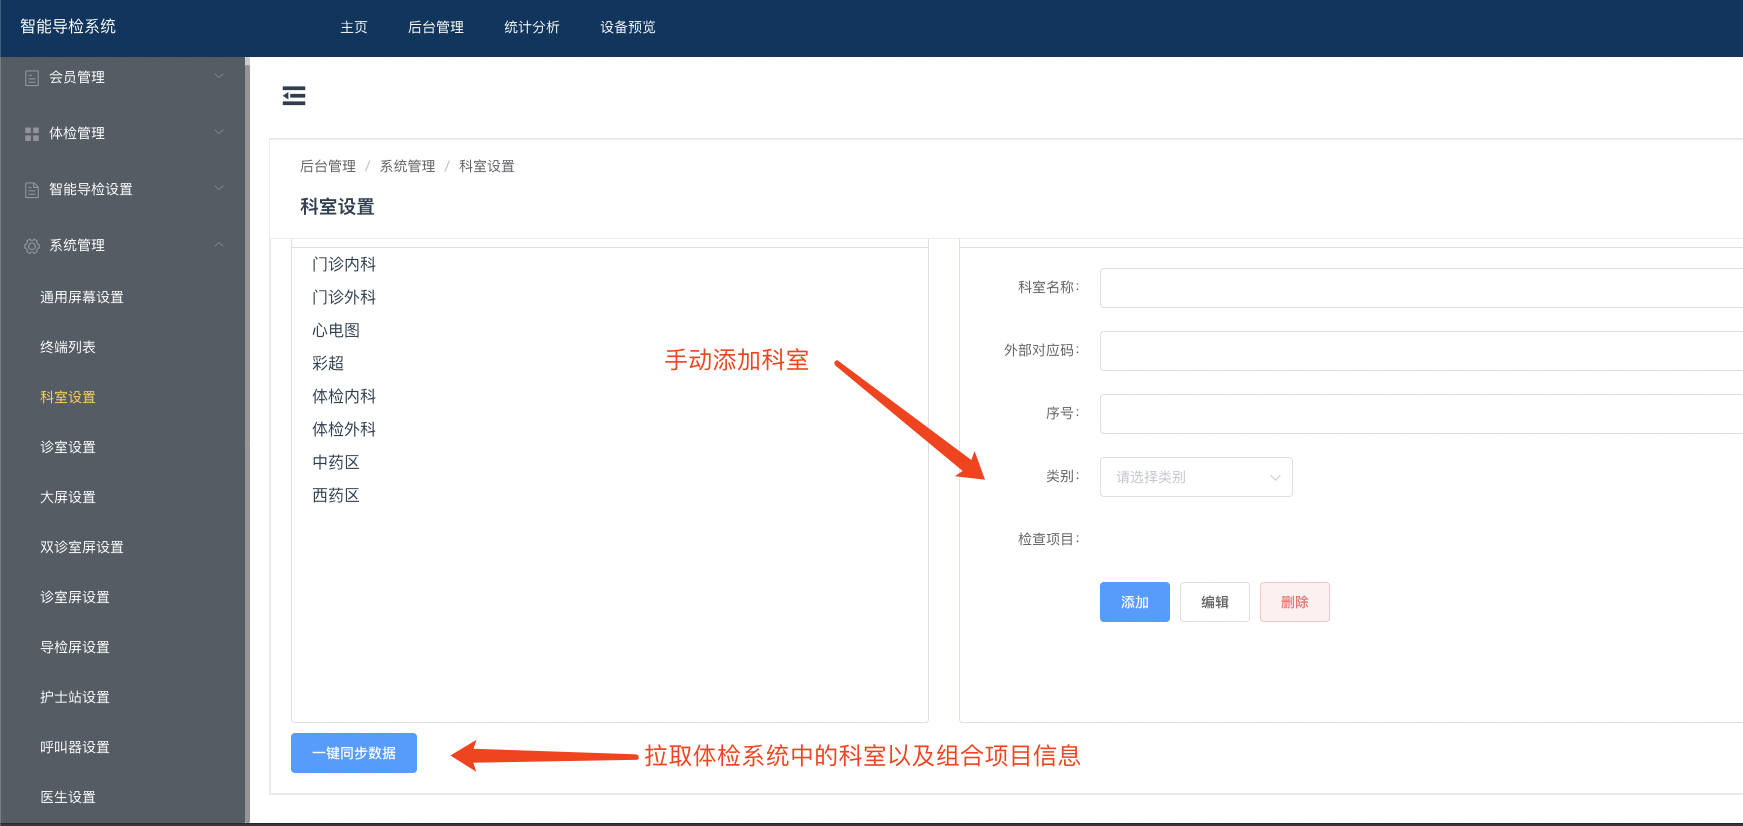 智能导检系统
主页
后台管理
统计分析
设备预览
会员管理
体检管理
智能导检设置
系统管理
通用屏幕设置
终端列表
科室设置
诊室设置
大屏设置
双诊室屏设置
诊室屏设置
导检屏设置
护士站设置
呼叫器设置
医生设置
后台管理 / 系统管理 / 科室设置
科室设置
门诊内科
门诊外科
心电图
彩超
体检内科
体检外科
中药区
西药区
手动添加科室
科室名称:
外部对应码:
序号:
类别:
请选择类别
检查项目:
添加
编辑
删除
一键同步数据
拉取体检系统中的科室以及组合项目信息